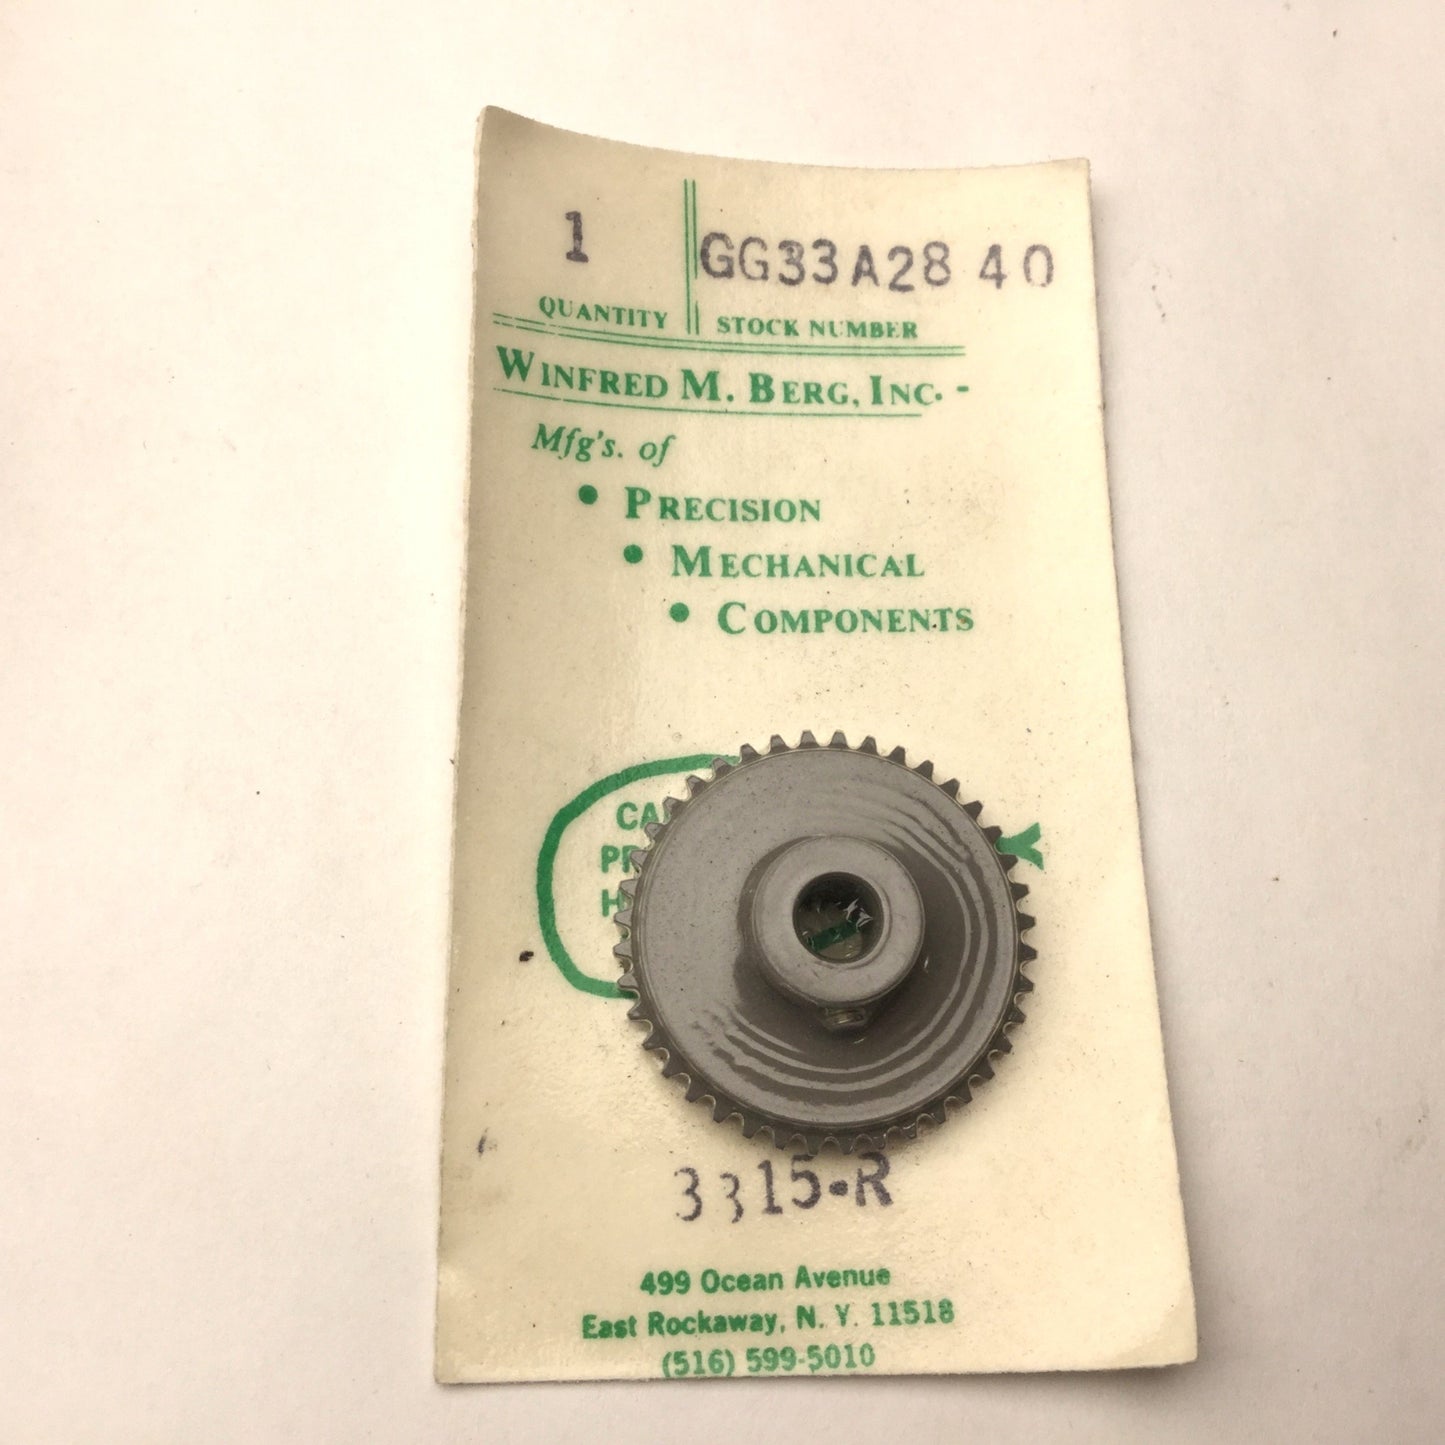 1 GG33A28 40
QUANTITY STOCK NUMBER
WINFRED M. BERG, INC. -
Mfg's. of
• PRECISION
• MECHANICAL
• COMPONENTS
3315-R
499 Ocean Avenue
East Rockaway, N. Y. 11518
(516) 599-5010